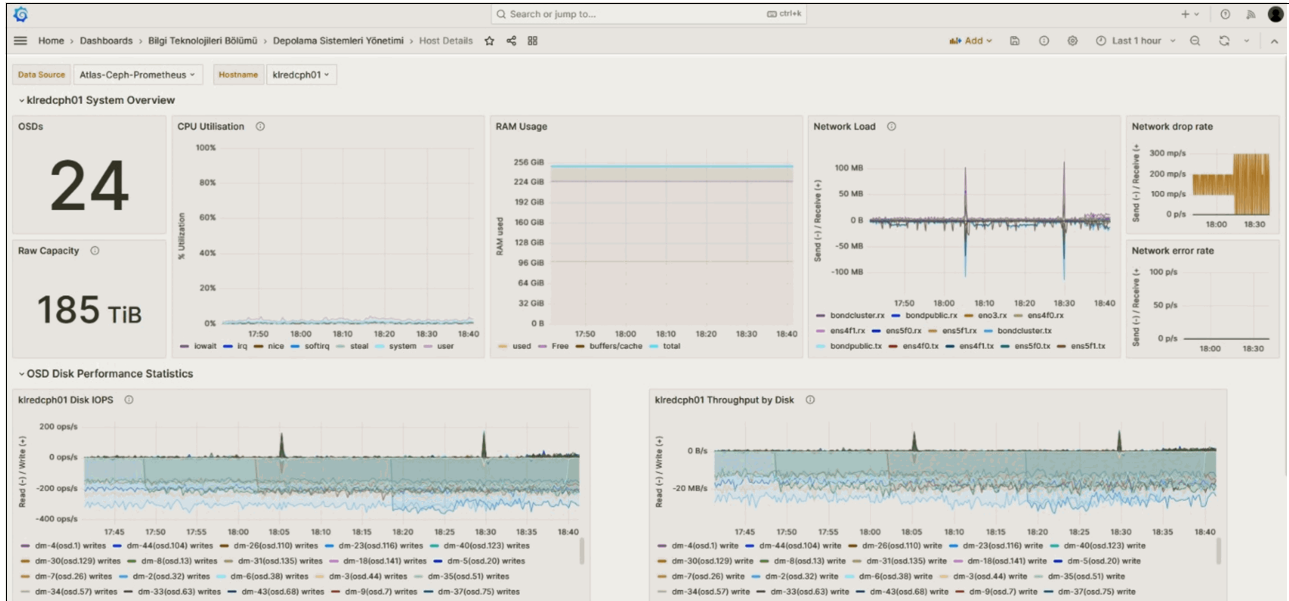 Search or jump to... ctrl+k
Home › Dashboards › Bilgi Teknolojileri Bölümü › Depolama Sistemleri Yönetimi › Host Details
Add
Last 1 hour
Data Source Atlas-Ceph-Prometheus Hostname klredcph01
klredcph01 System Overview
OSDs
24
Raw Capacity
185 TiB
CPU Utilisation
% Utilization
100%
80%
60%
40%
20%
0%
17:50 18:00 18:10 18:20 18:30 18:40
iowait irq nice softirq steal system user
RAM Usage
RAM used
256 GiB
224 GiB
192 GiB
160 GiB
128 GiB
96 GiB
64 GiB
32 GiB
0 B
17:50 18:00 18:10 18:20 18:30 18:40
used Free buffers/cache total
Network Load
Send (-) / Receive (+)
100 MB
50 MB
0 B
-50 MB
-100 MB
17:50 18:00 18:10 18:20 18:30 18:40
bondcluster.rx bondpublic.rx eno3.rx ens4f0.rx
ens4f1.rx ens5f0.rx ens5f1.rx bondcluster.tx
bondpublic.tx ens4f0.tx ens4f1.tx ens5f0.tx ens5f1.tx
Network drop rate
Send (-) / Receive (+
300 mp/s
200 mp/s
100 mp/s
0 p/s
18:00 18:30
Network error rate
Send (-) / Receive (+
100 p/s
50 p/s
0 p/s
18:00 18:30
OSD Disk Performance Statistics
klredcph01 Disk IOPS
Read (-) / Write (+)
200 ops/s
0 ops/s
-200 ops/s
-400 ops/s
17:45 17:50 17:55 18:00 18:05 18:10 18:15 18:20 18:25 18:30 18:35 18:40
dm-4(osd.1) writes dm-44(osd.104) writes dm-26(osd.110) writes dm-23(osd.116) writes dm-40(osd.123) writes
dm-30(osd.129) writes dm-8(osd.13) writes dm-31(osd.135) writes dm-18(osd.141) writes dm-5(osd.20) writes
dm-7(osd.26) writes dm-2(osd.32) writes dm-6(osd.38) writes dm-3(osd.44) writes dm-35(osd.51) writes
dm-34(osd.57) writes dm-33(osd.63) writes dm-43(osd.68) writes dm-9(osd.7) writes dm-37(osd.75) writes
klredcph01 Throughput by Disk
Read (-) / Write (+)
0 B/s
-20 MB/s
17:45 17:50 17:55 18:00 18:05 18:10 18:15 18:20 18:25 18:30 18:35 18:40
dm-4(osd.1) write dm-44(osd.104) write dm-26(osd.110) write dm-23(osd.116) write dm-40(osd.123) write
dm-30(osd.129) write dm-8(osd.13) write dm-31(osd.135) write dm-18(osd.141) write dm-5(osd.20) write
dm-7(osd.26) write dm-2(osd.32) write dm-6(osd.38) write dm-3(osd.44) write dm-35(osd.51) write
dm-34(osd.57) write dm-33(osd.63) write dm-43(osd.68) write dm-9(osd.7) write dm-37(osd.75) write